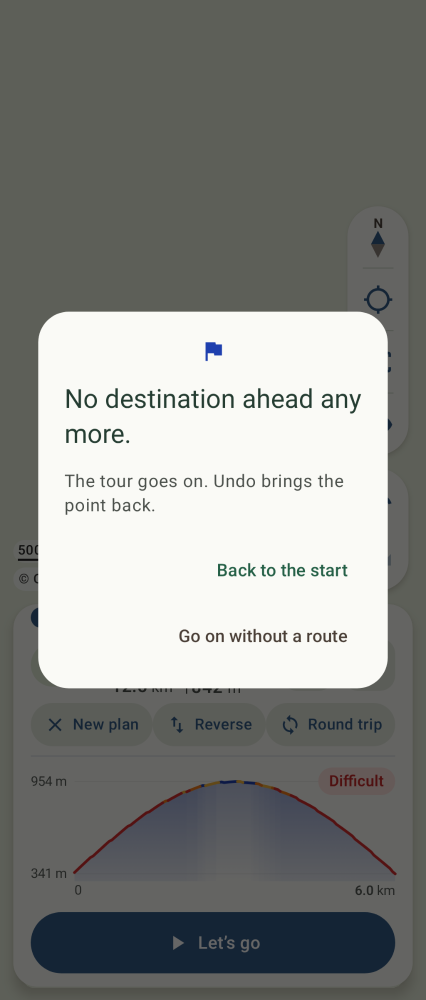 N
No destination ahead any
more.
The tour goes on. Undo brings the
point back.
500
© 
Back to the start
Go on without a route
New plan
Reverse
Round trip
954 m
Difficult
341 m
0
6.0 km
Let’s go